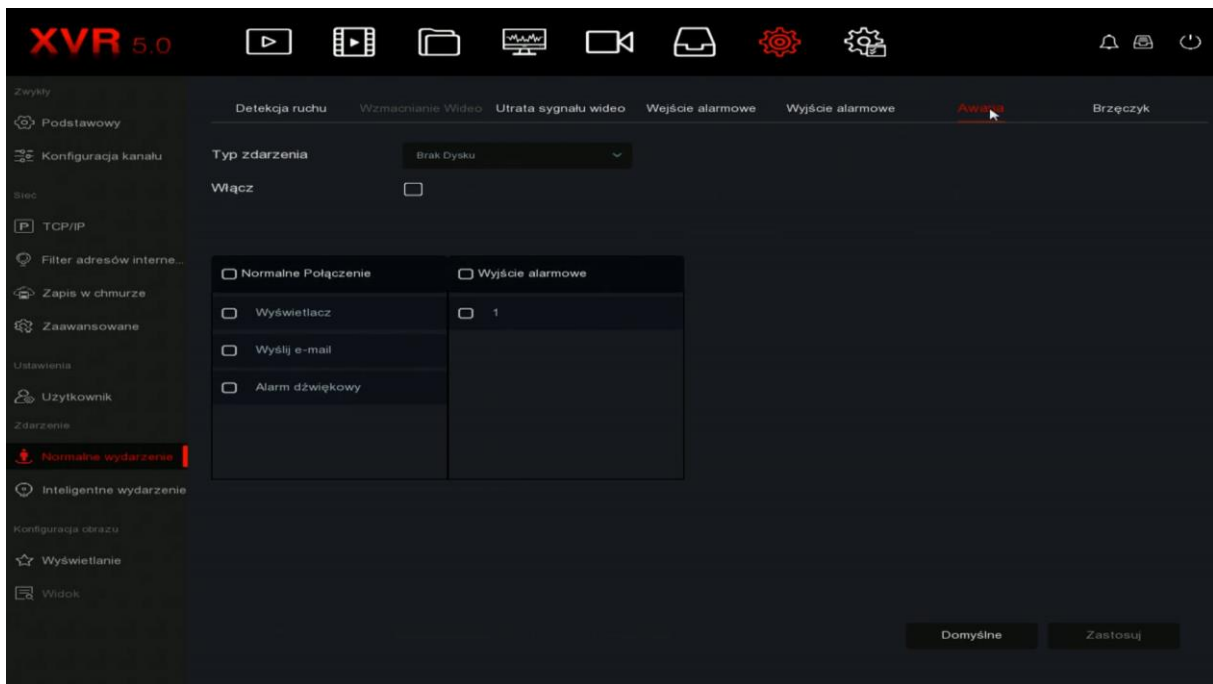 XVR 5.0
Zwykły
Podstawowy
Konfiguracja kanału
Sieć
TCP/IP
Filter adresów interne...
Zapis w chmurze
Zaawansowane
Ustawienia
Użytkownik
Zdarzenie
Normalne wydarzenie
Inteligentne wydarzenie
Konfiguracja obrazu
Wyświetlanie
Widok
Detekcja ruchu Wzmacnianie Wideo Utrata sygnału wideo Wejście alarmowe Wyjście alarmowe Awaria Brzęczyk
Typ zdarzenia Brak Dysku
Włącz
Normalne Połączenie Wyjście alarmowe
Wyświetlacz 1
Wyślij e-mail
Alarm dźwiękowy
Domyślne Zastosuj